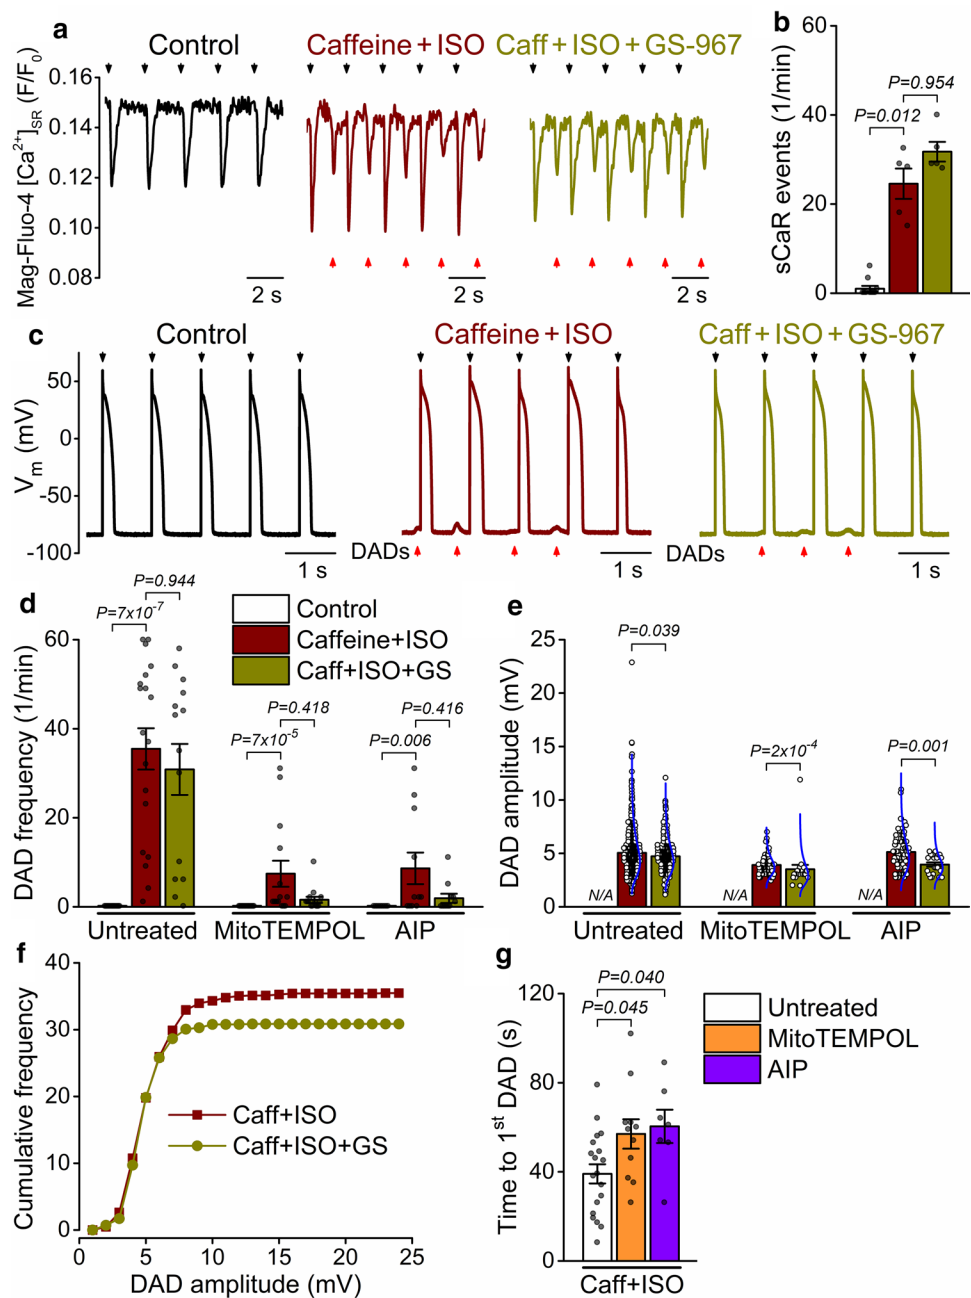 a
Control
Caffeine+ISO
Caff+ISO+GS-967
Mag-Fluo-4 [Ca²⁺]SR (F/F₀)
0.16
0.14
0.12
0.10
0.08
2 s
2 s
2 s
b
sCaR events (1/min)
60
40
20
0
P=0.012
P=0.954
c
Control
Caffeine+ISO
Caff+ISO+GS-967
Vm (mV)
50
0
-50
-100
DADs
DADs
1 s
1 s
1 s
d
DAD frequency (1/min)
60
40
20
0
P=0.944
P=7x10⁻⁷
P=0.418
P=7x10⁻⁵
P=0.416
P=0.006
Control
Caffeine+ISO
Caff+ISO+GS
Untreated
MitoTEMPOL
AIP
e
DAD amplitude (mV)
25
20
15
10
5
0
P=0.039
P=2x10⁻⁴
P=0.001
N/A
N/A
N/A
Untreated
MitoTEMPOL
AIP
f
Cumulative frequency
40
30
20
10
0
Caff+ISO
Caff+ISO+GS
0
5
10
15
20
25
DAD amplitude (mV)
g
Time to 1ˢᵗ DAD (s)
120
80
40
0
P=0.040
P=0.045
Untreated
MitoTEMPOL
AIP
Caff+ISO